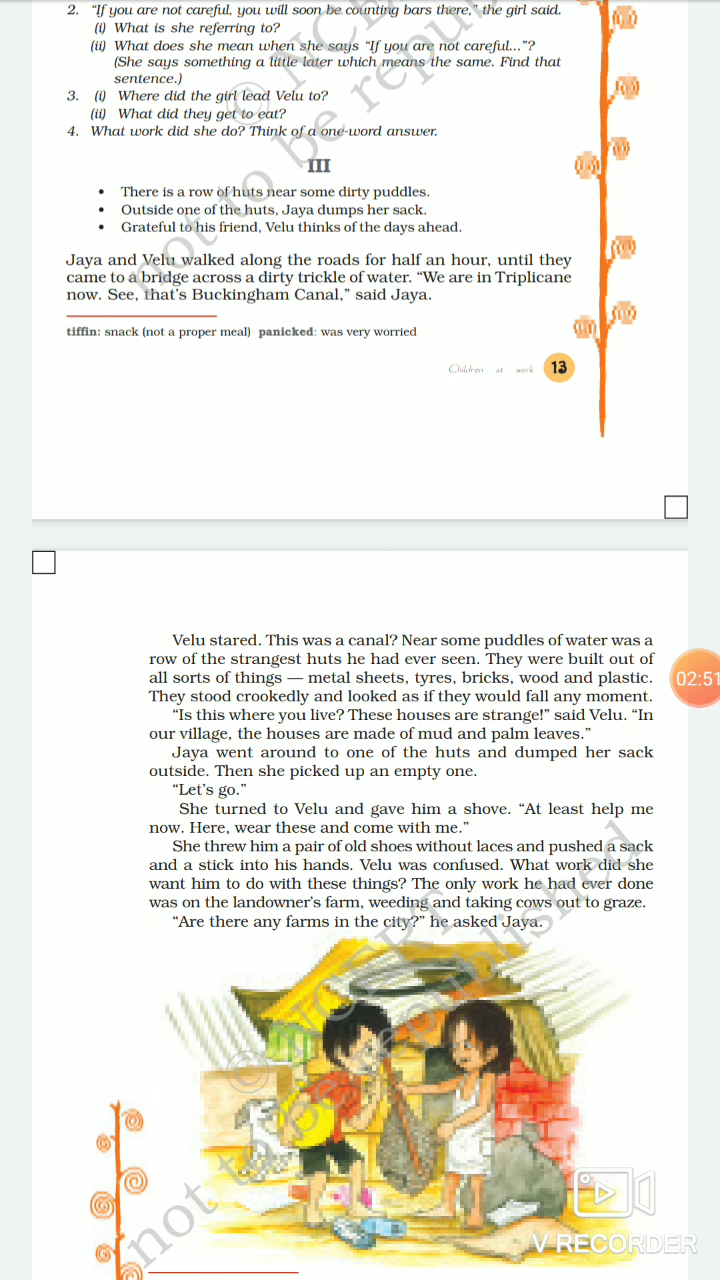 2. "If you are not careful, you will soon be counting bars there," the girl said.
(i) What is she referring to?
(ii) What does she mean when she says "If you are not careful..."?
(She says something a little later which means the same. Find that
sentence.)
3. (i) Where did the girl lead Velu to?
(ii) What did they get to eat?
4. What work did she do? Think of a one-word answer.
III
• There is a row of huts near some dirty puddles.
• Outside one of the huts, Jaya dumps her sack.
• Grateful to his friend, Velu thinks of the days ahead.
Jaya and Velu walked along the roads for half an hour, until they
came to a bridge across a dirty trickle of water. "We are in Triplicane
now. See, that's Buckingham Canal," said Jaya.
tiffin: snack (not a proper meal) panicked: was very worried
Children at work 13
Velu stared. This was a canal? Near some puddles of water was a
row of the strangest huts he had ever seen. They were built out of
all sorts of things — metal sheets, tyres, bricks, wood and plastic.
They stood crookedly and looked as if they would fall any moment.
"Is this where you live? These houses are strange!" said Velu. "In
our village, the houses are made of mud and palm leaves."
Jaya went around to one of the huts and dumped her sack
outside. Then she picked up an empty one.
"Let's go."
She turned to Velu and gave him a shove. "At least help me
now. Here, wear these and come with me."
She threw him a pair of old shoes without laces and pushed a sack
and a stick into his hands. Velu was confused. What work did she
want him to do with these things? The only work he had ever done
was on the landowner's farm, weeding and taking cows out to graze.
"Are there any farms in the city?" he asked Jaya.
02:51
© NCERT
not to be republished
© NCERT
not to be republished
V RECORDER